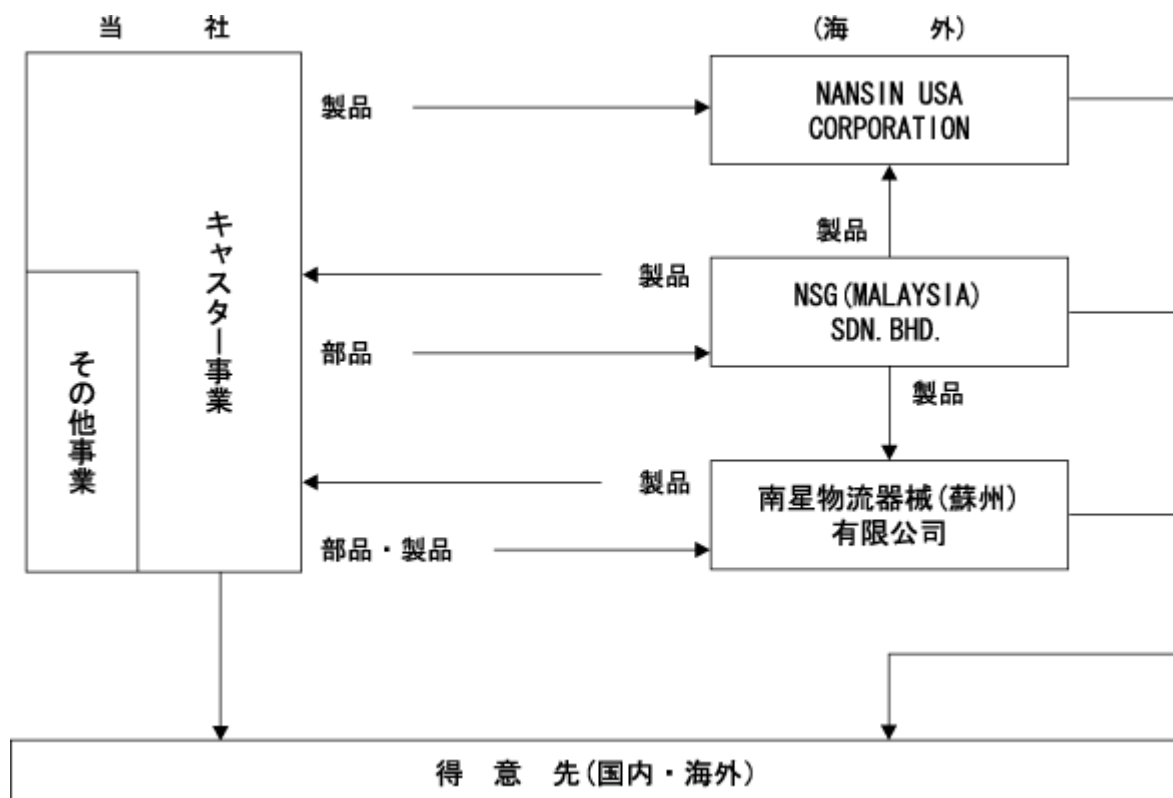 当　　　社
(海　　　外)
製品
NANSIN USA
CORPORATION
キャスター事業
製品
製品
NSG(MALAYSIA)
SDN.BHD.
部品
その他事業
製品
製品
南星物流器械(蘇州)
有限公司
部品・製品
得　意　先(国内・海外)